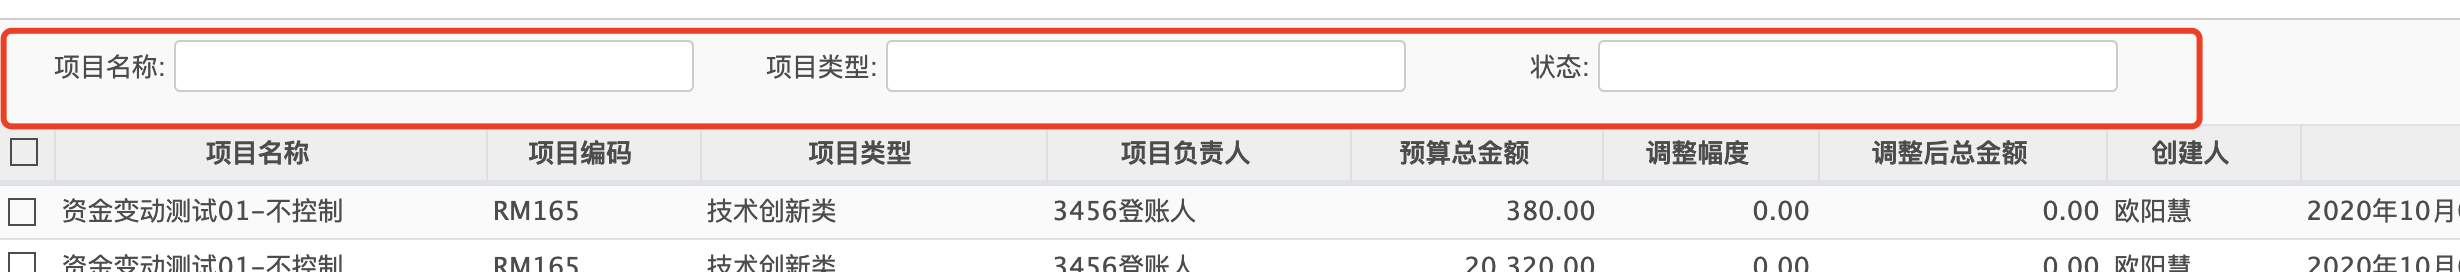 项目名称: 项目类型: 状态:
项目名称 项目编码 项目类型 项目负责人 预算总金额 调整幅度 调整后总金额 创建人
资金变动测试01-不控制 RM165 技术创新类 3456登账人 380.00 0.00 0.00 欧阳慧 2020年10月
资金变动测试01-不控制 RM165 技术创新类 3456登账人 20,320.00 0.00 0.00 欧阳慧 2020年10月